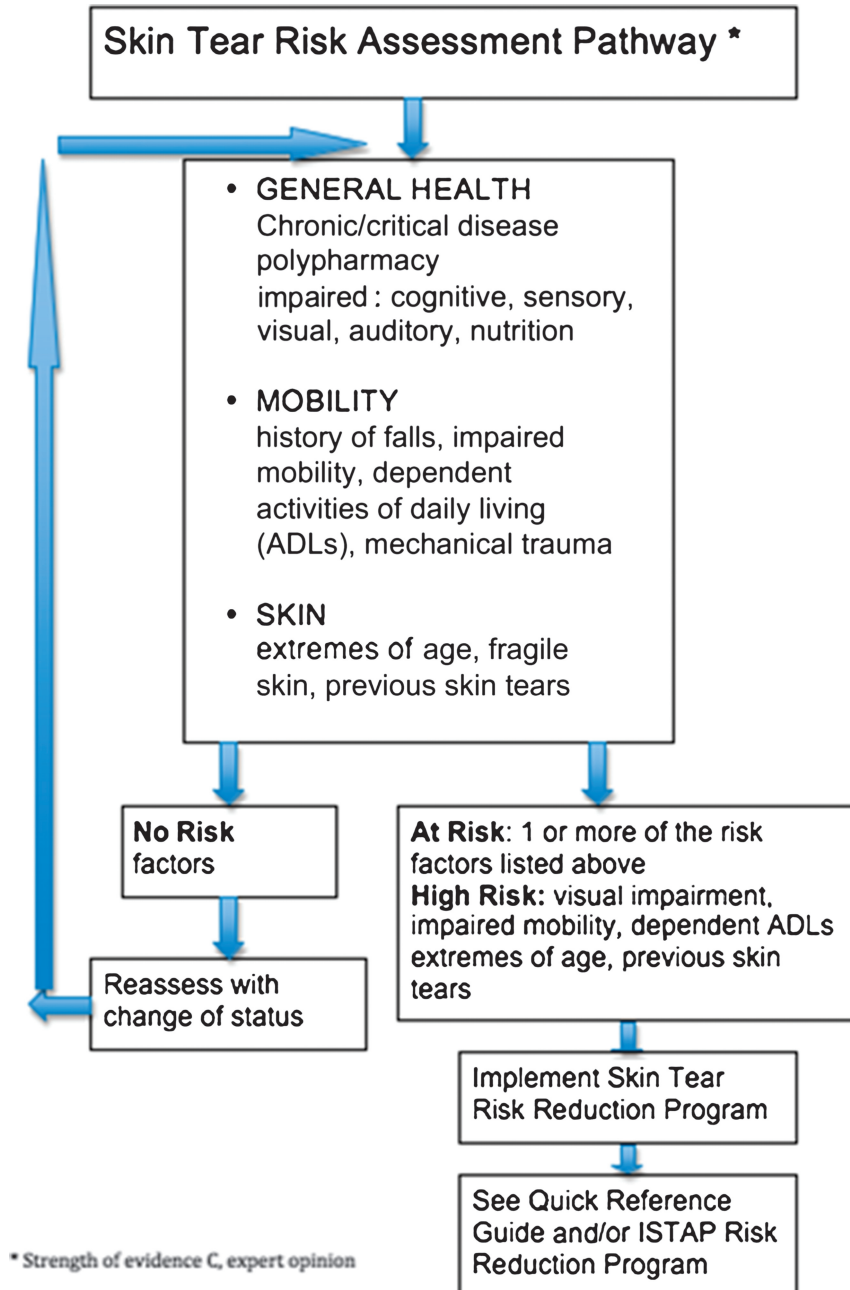 Skin Tear Risk Assessment Pathway *
• GENERAL HEALTH
Chronic/critical disease
polypharmacy
impaired : cognitive, sensory,
visual, auditory, nutrition
• MOBILITY
history of falls, impaired
mobility, dependent
activities of daily living
(ADLs), mechanical trauma
• SKIN
extremes of age, fragile
skin, previous skin tears
No Risk
factors
Reassess with
change of status
At Risk: 1 or more of the risk
factors listed above
High Risk: visual impairment,
impaired mobility, dependent ADLs
extremes of age, previous skin
tears
Implement Skin Tear
Risk Reduction Program
See Quick Reference
Guide and/or ISTAP Risk
Reduction Program
* Strength of evidence C, expert opinion